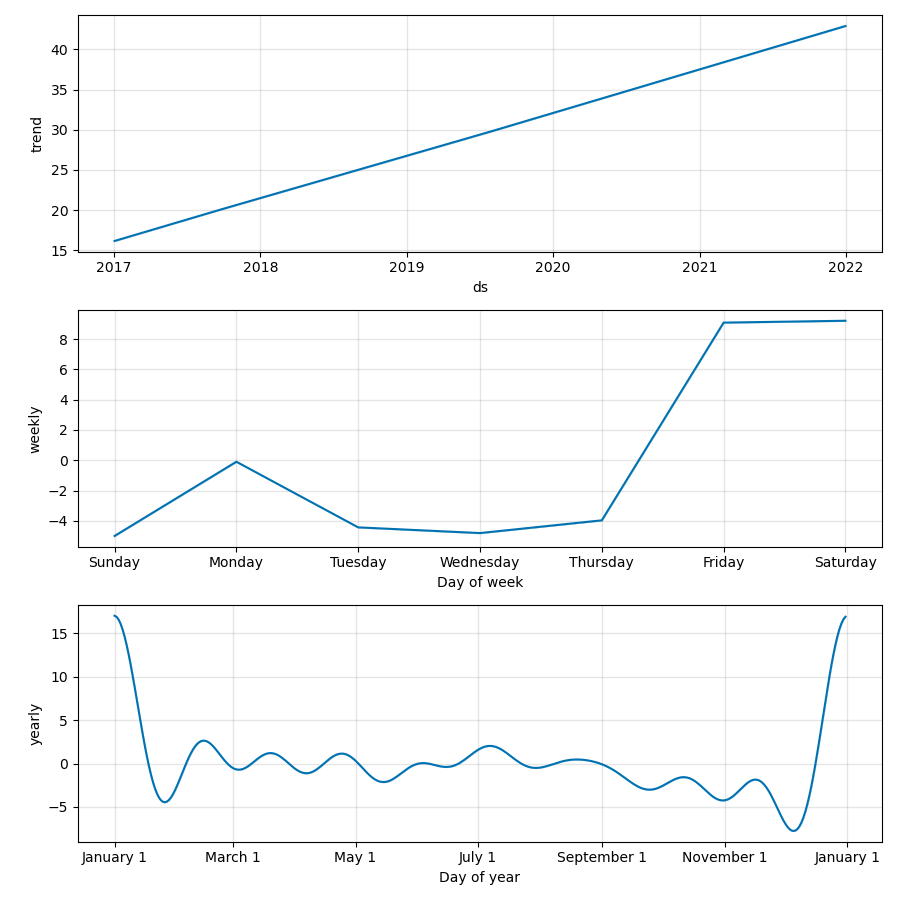 40
35
30
25
20
15
trend
2017 2018 2019 2020 2021 2022
ds
8
6
4
2
0
−2
−4
weekly
Sunday Monday Tuesday Wednesday Thursday Friday Saturday
Day of week
15
10
5
0
−5
yearly
January 1 March 1 May 1 July 1 September 1 November 1 January 1
Day of year